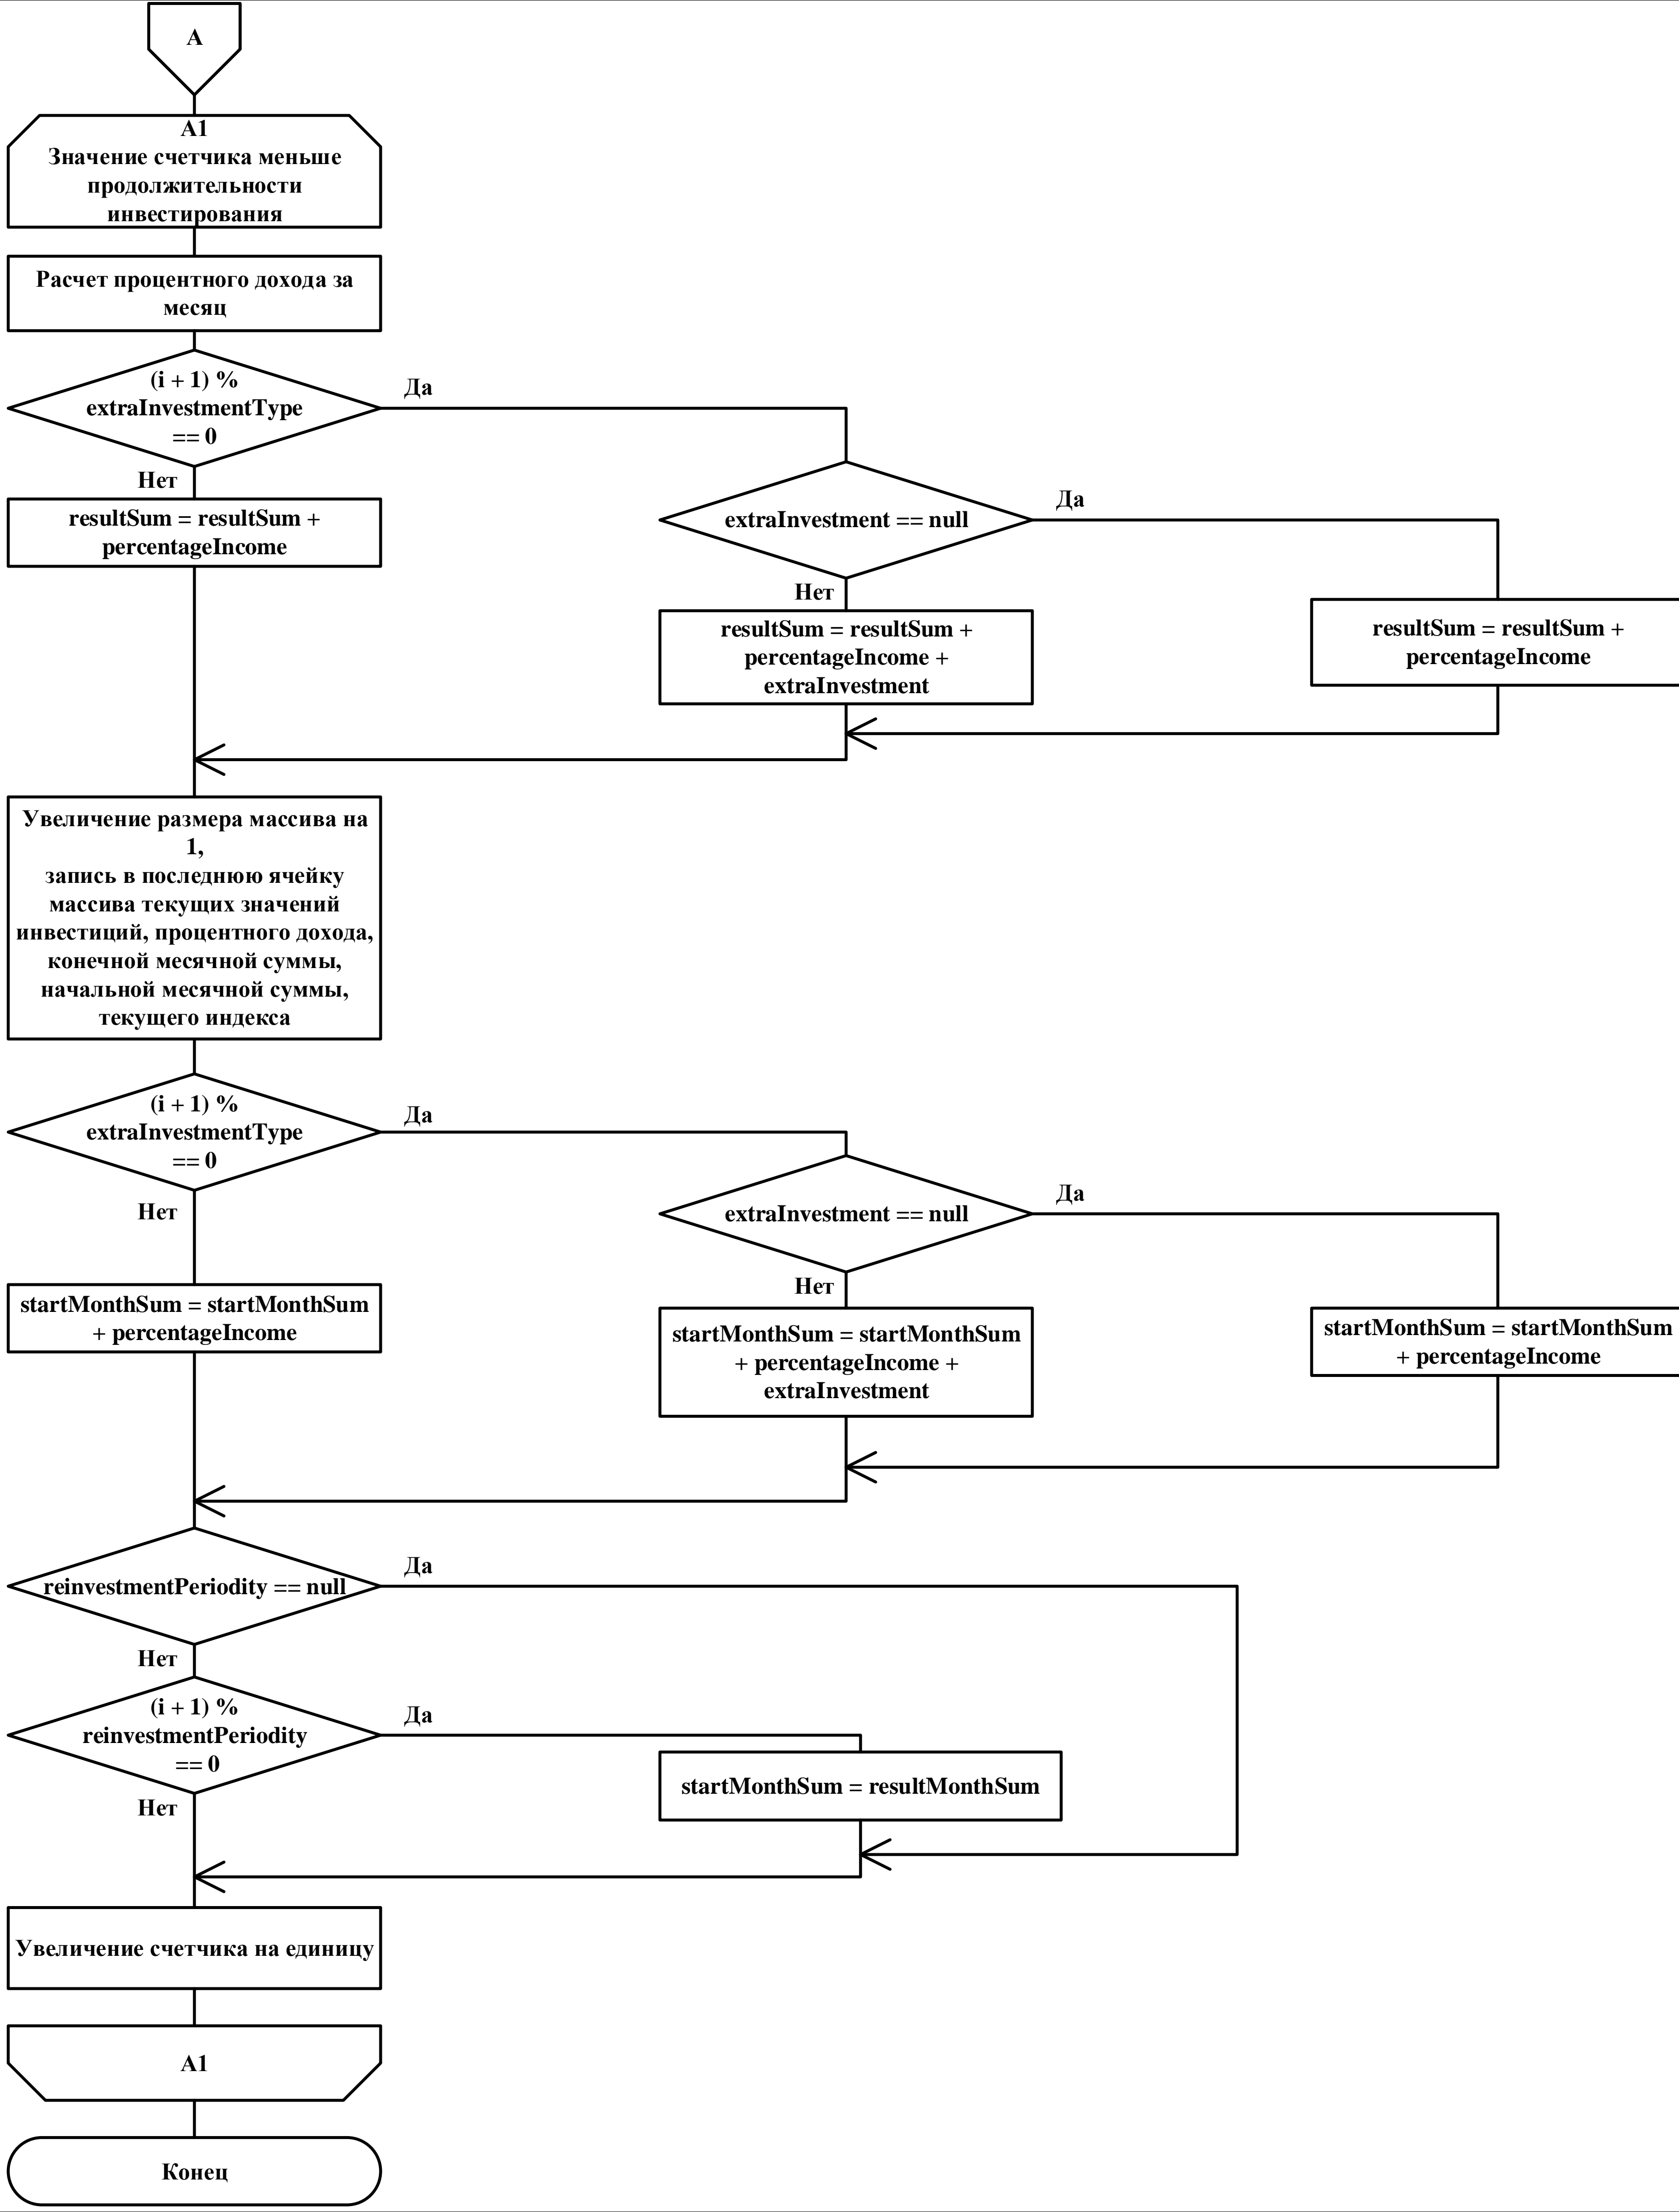 A
A1
Значение счетчика меньше
продолжительности
инвестирования
Расчет процентного дохода за
месяц
(i + 1) %
extraInvestmentType
== 0
Да
Нет
extraInvestment == null
Да
Нет
resultSum = resultSum +
percentageIncome
resultSum = resultSum +
percentageIncome +
extraInvestment
resultSum = resultSum +
percentageIncome
Увеличение размера массива на
1,
запись в последнюю ячейку
массива текущих значений
инвестиций, процентного дохода,
конечной месячной суммы,
начальной месячной суммы,
текущего индекса
(i + 1) %
extraInvestmentType
== 0
Да
Нет
extraInvestment == null
Да
Нет
startMonthSum = startMonthSum
+ percentageIncome
startMonthSum = startMonthSum
+ percentageIncome +
extraInvestment
startMonthSum = startMonthSum
+ percentageIncome
reinvestmentPeriodity == null
Да
Нет
(i + 1) %
reinvestmentPeriodity
== 0
Да
Нет
startMonthSum = resultMonthSum
Увеличение счетчика на единицу
A1
Конец